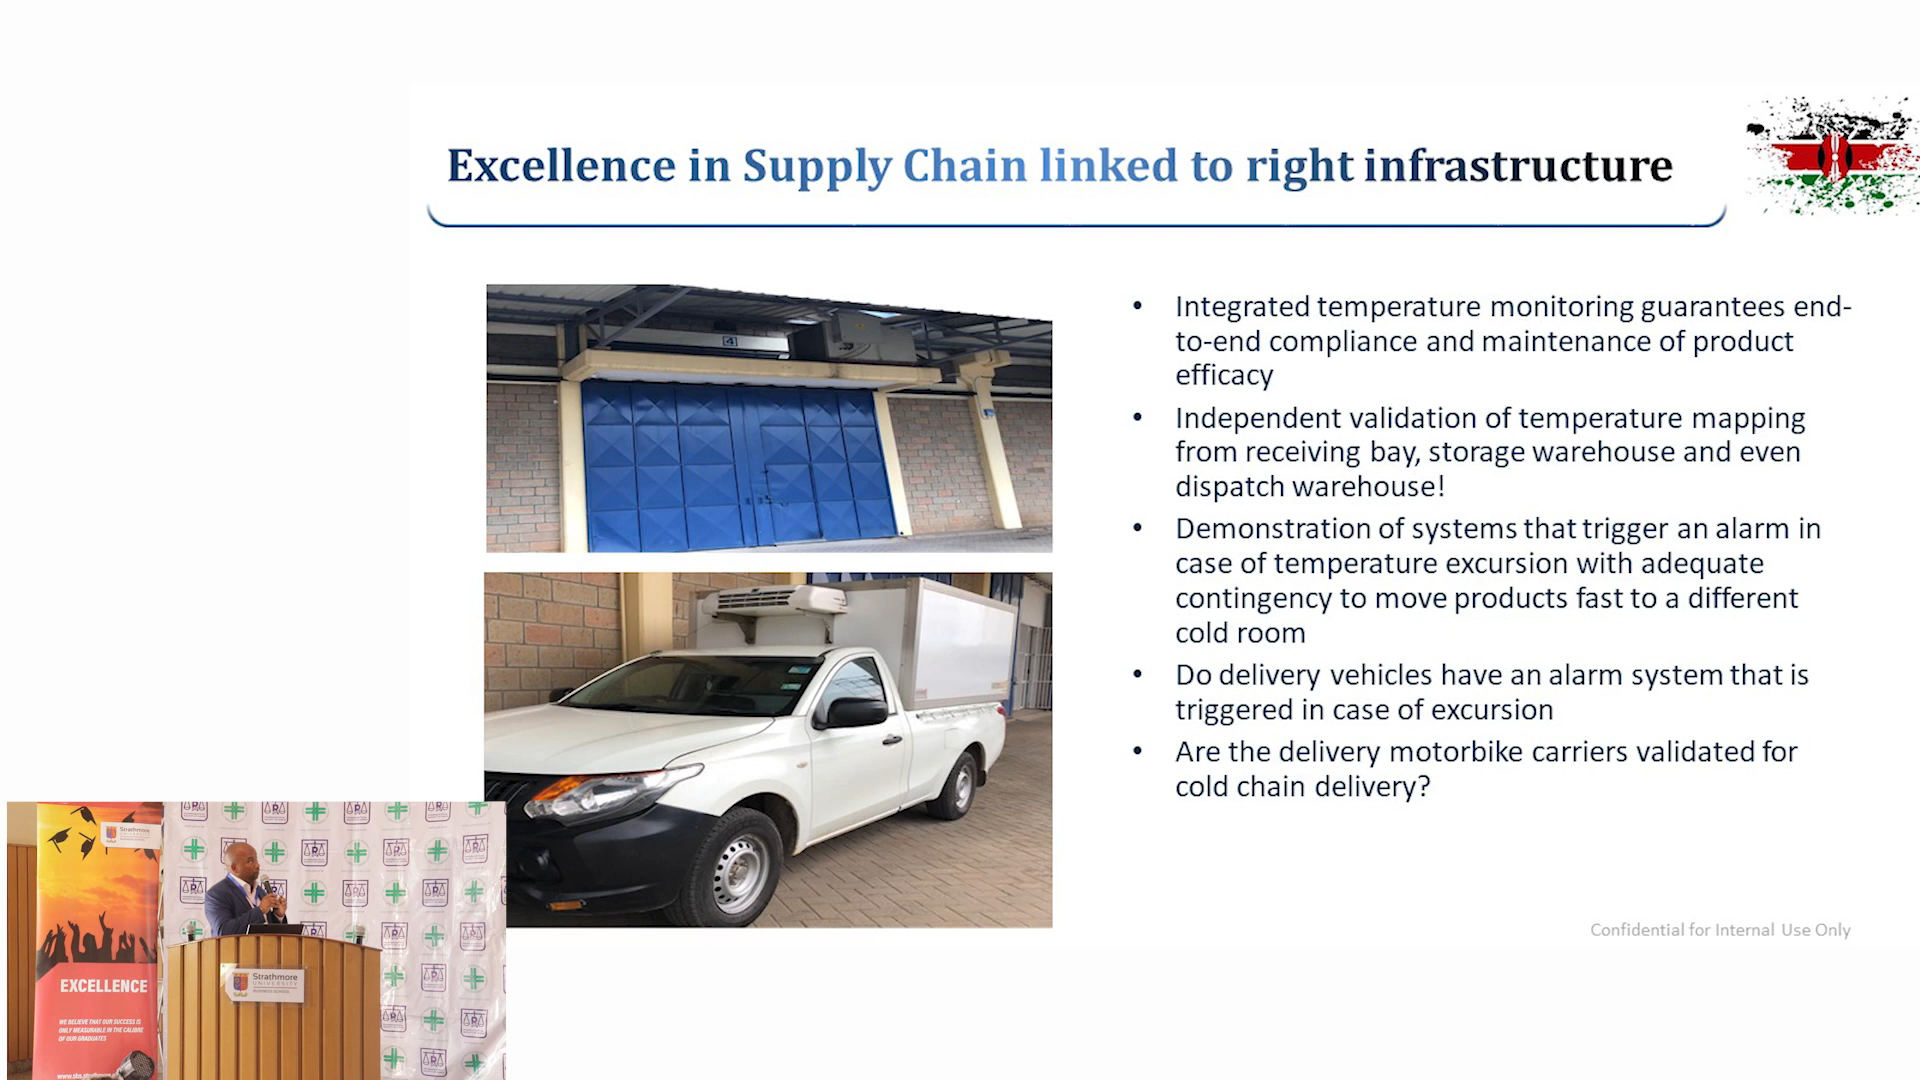 Excellence in Supply Chain linked to right infrastructure
4
• Integrated temperature monitoring guarantees end-
to-end compliance and maintenance of product
efficacy
• Independent validation of temperature mapping
from receiving bay, storage warehouse and even
dispatch warehouse!
• Demonstration of systems that trigger an alarm in
case of temperature excursion with adequate
contingency to move products fast to a different
cold room
• Do delivery vehicles have an alarm system that is
triggered in case of excursion
• Are the delivery motorbike carriers validated for
cold chain delivery?
Confidential for Internal Use Only
Strathmore
EXCELLENCE
WE BELIEVE THAT OUR SUCCESS IS
ONLY MEASURABLE IN THE CALIBRE
OF OUR GRADUATES
www.sbs.strathmore
Strathmore
UNIVERSITY
BUSINESS SCHOOL